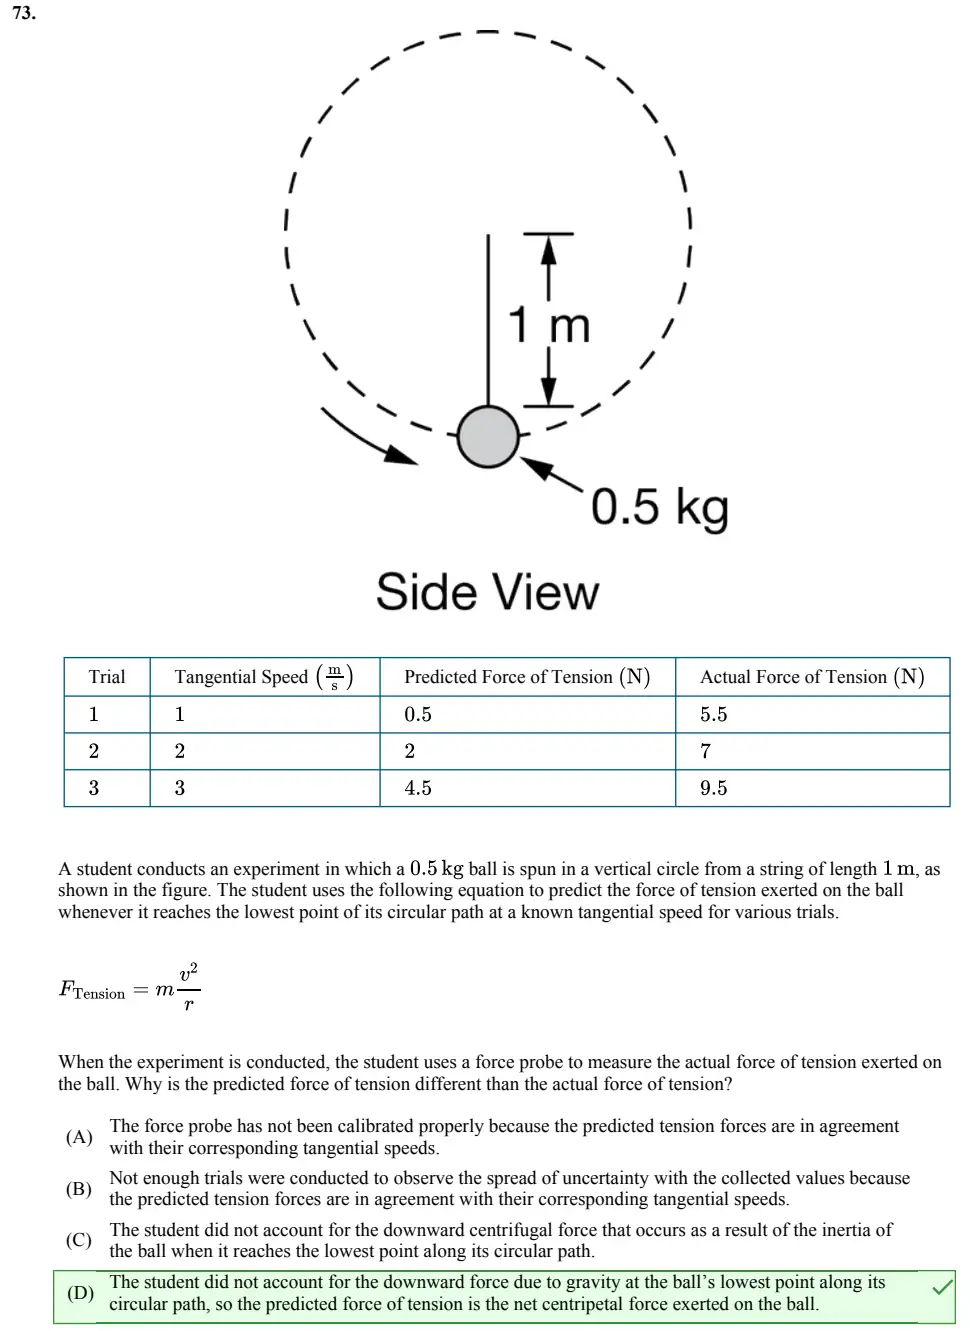 73.
1 m
0.5 kg
Side View
Trial Tangential Speed (m/s) Predicted Force of Tension (N) Actual Force of Tension (N)
1 1 0.5 5.5
2 2 2 7
3 3 4.5 9.5
A student conducts an experiment in which a 0.5 kg ball is spun in a vertical circle from a string of length 1 m, as
shown in the figure. The student uses the following equation to predict the force of tension exerted on the ball
whenever it reaches the lowest point of its circular path at a known tangential speed for various trials.
F_Tension = m v²/r
When the experiment is conducted, the student uses a force probe to measure the actual force of tension exerted on
the ball. Why is the predicted force of tension different than the actual force of tension?
(A) The force probe has not been calibrated properly because the predicted tension forces are in agreement
with their corresponding tangential speeds.
(B) Not enough trials were conducted to observe the spread of uncertainty with the collected values because
the predicted tension forces are in agreement with their corresponding tangential speeds.
(C) The student did not account for the downward centrifugal force that occurs as a result of the inertia of
the ball when it reaches the lowest point along its circular path.
(D) The student did not account for the downward force due to gravity at the ball's lowest point along its
circular path, so the predicted force of tension is the net centripetal force exerted on the ball.